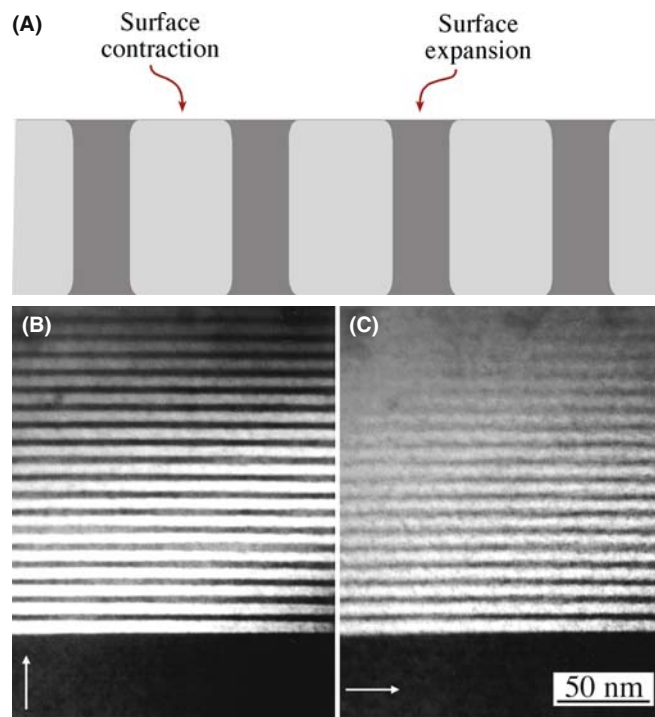 (A)
Surface
contraction
Surface
expansion
(B)
(C)
50 nm